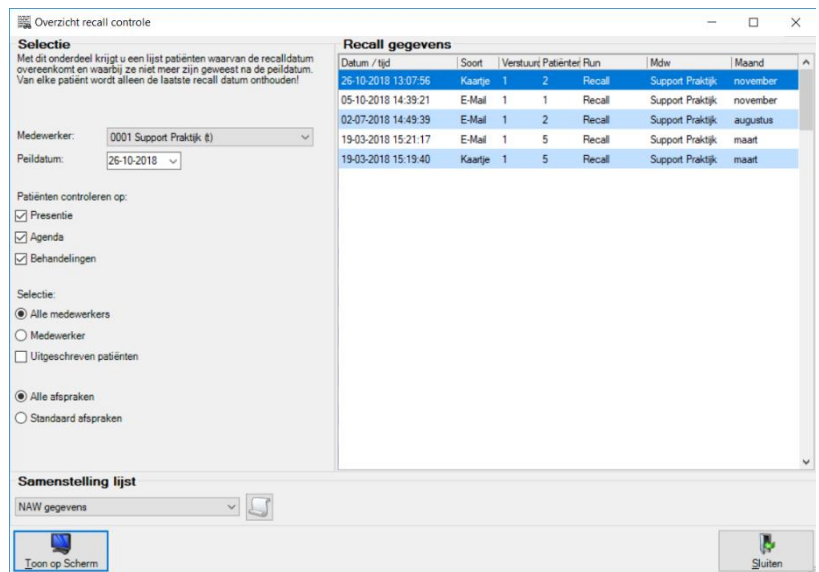 Overzicht recall controle
Selectie
Met dit onderdeel krijgt u een lijst patiënten waarvan de recalldatum
overeenkomt en waarbij ze niet meer zijn geweest na de peildatum.
Van elke patiënt wordt alleen de laatste recall datum onthouden!
Medewerker: 0001 Support Praktijk (t)
Peildatum: 26-10-2018
Patiënten controleren op:
Presentie
Agenda
Behandelingen
Selectie:
Alle medewerkers
Medewerker
Uitgeschreven patiënten
Alle afspraken
Standaard afspraken
Recall gegevens
Datum / tijd Soort Verstuurd Patiënten Run Mdw Maand
26-10-2018 13:07:56 Kaartje 1 2 Recall Support Praktijk november
05-10-2018 14:39:21 E-Mail 1 1 Recall Support Praktijk november
02-07-2018 14:49:39 E-Mail 1 2 Recall Support Praktijk augustus
19-03-2018 15:21:17 E-Mail 1 5 Recall Support Praktijk maart
19-03-2018 15:19:40 Kaartje 1 5 Recall Support Praktijk maart
Samenstelling lijst
NAW gegevens
Toon op Scherm
Sluiten